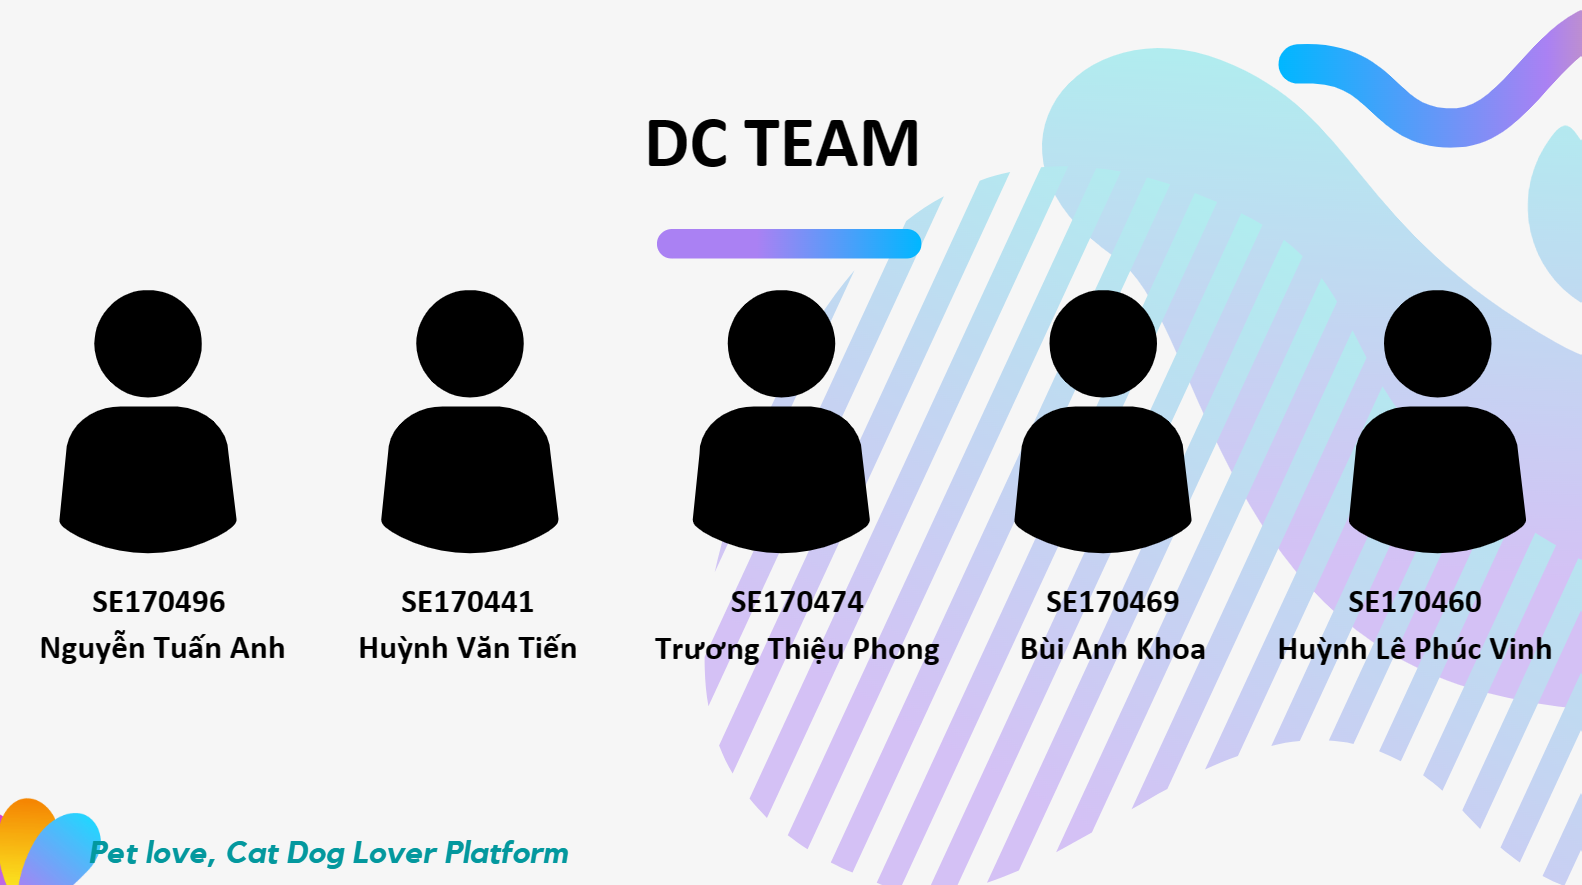 DC TEAM
SE170496
Nguyễn Tuấn Anh
SE170441
Huỳnh Văn Tiến
SE170474
Trương Thiệu Phong
SE170469
Bùi Anh Khoa
SE170460
Huỳnh Lê Phúc Vinh
Pet love, Cat Dog Lover Platform